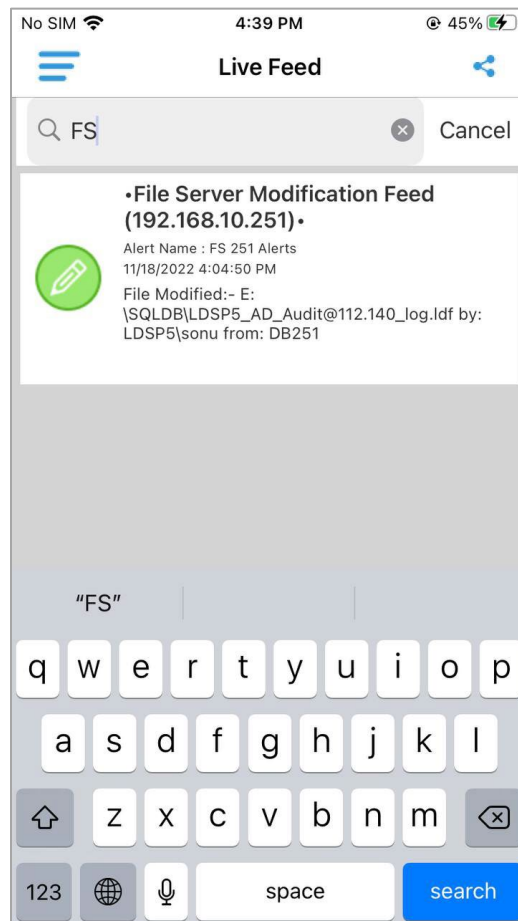 No SIM 4:39 PM 45%
Live Feed
FS Cancel
•File Server Modification Feed
(192.168.10.251)•
Alert Name : FS 251 Alerts
11/18/2022 4:04:50 PM
File Modified:- E:
\SQLDB\LDSP5_AD_Audit@112.140_log.ldf by:
LDSP5\sonu from: DB251
“FS”
q w e r t y u i o p
a s d f g h j k l
z x c v b n m
123 space search